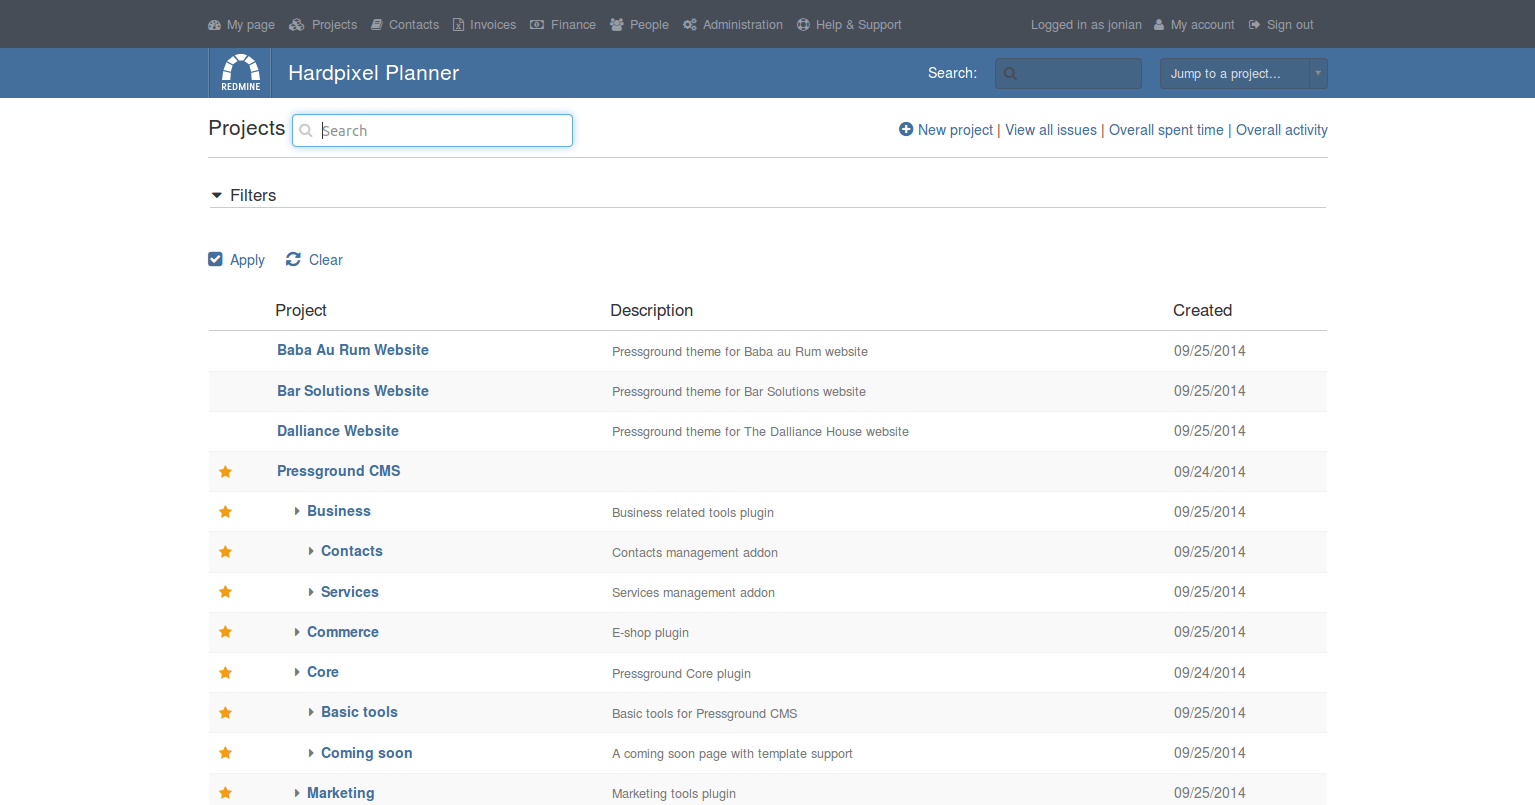 My page Projects Contacts Invoices Finance People Administration Help & Support Logged in as jonian My account Sign out
REDMINE
Hardpixel Planner Search: Jump to a project...
Projects Search New project | View all issues | Overall spent time | Overall activity
Filters
Apply Clear
Project Description Created
Baba Au Rum Website Pressground theme for Baba au Rum website 09/25/2014
Bar Solutions Website Pressground theme for Bar Solutions website 09/25/2014
Dalliance Website Pressground theme for The Dalliance House website 09/25/2014
Pressground CMS 09/24/2014
Business Business related tools plugin 09/25/2014
Contacts Contacts management addon 09/25/2014
Services Services management addon 09/25/2014
Commerce E-shop plugin 09/25/2014
Core Pressground Core plugin 09/24/2014
Basic tools Basic tools for Pressground CMS 09/25/2014
Coming soon A coming soon page with template support 09/25/2014
Marketing Marketing tools plugin 09/25/2014